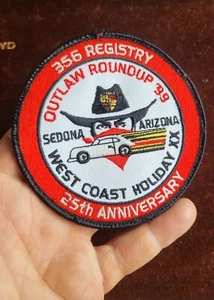 356 REGISTRY
OUTLAW ROUNDUP '99
SEDONA ARIZONA
WEST COAST HOLIDAY XX
25th ANNIVERSARY